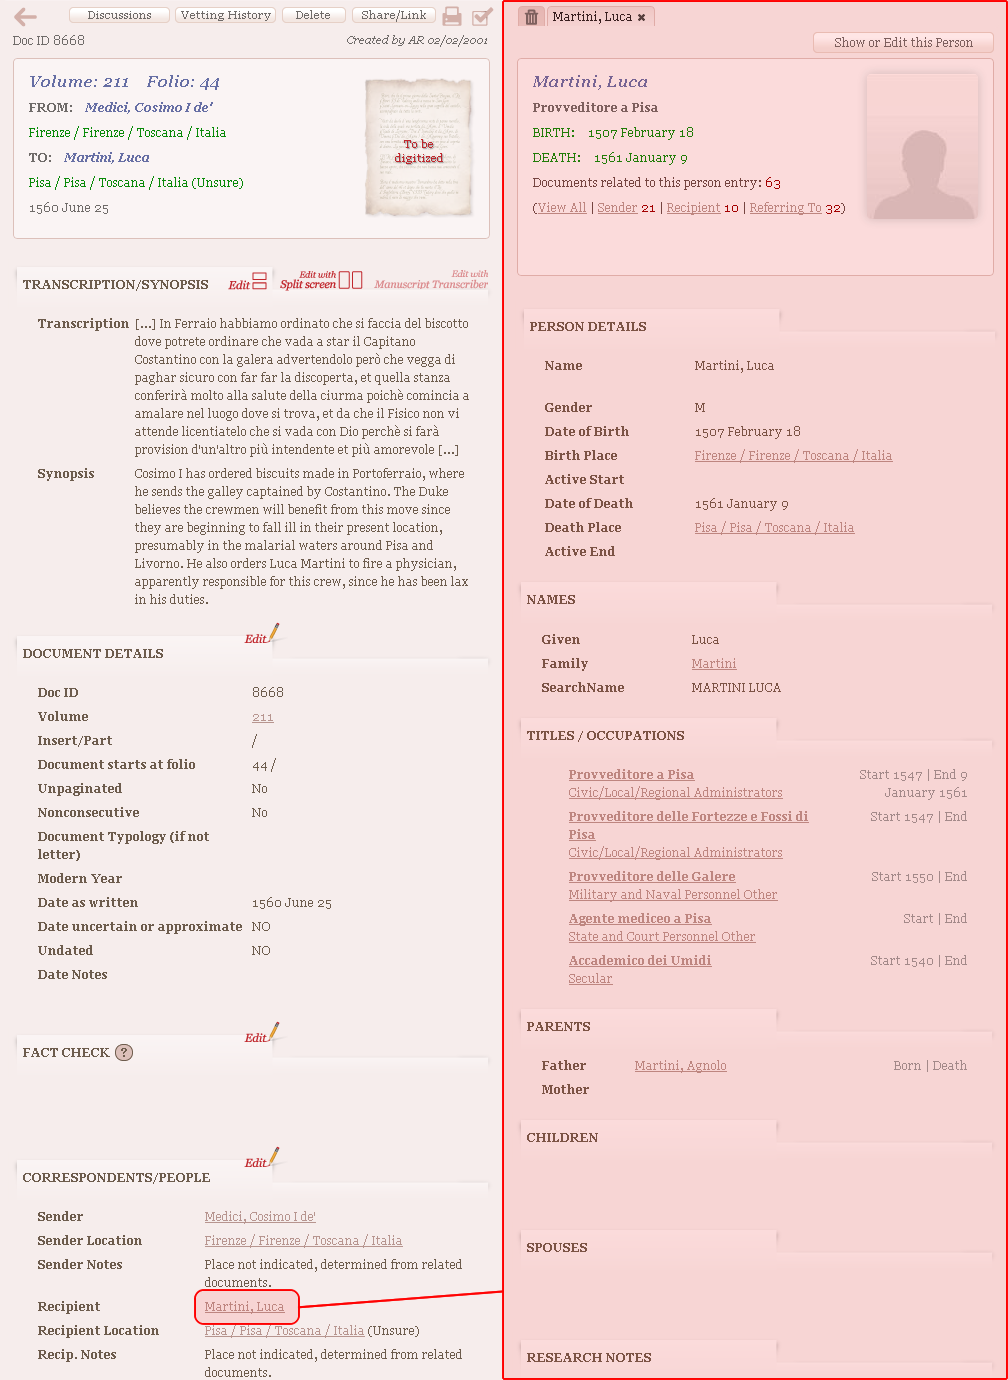 Discussions Vetting History Delete Share/Link
Doc ID 8668 Created by AR 02/02/2001
Volume: 211 Folio: 44
FROM: Medici, Cosimo I de'
Firenze / Firenze / Toscana / Italia
TO: Martini, Luca
Pisa / Pisa / Toscana / Italia (Unsure)
1560 June 25
To be
digitized
TRANSCRIPTION/SYNOPSIS Edit Edit with Split screen Edit with Manuscript Transcriber
Transcription [...] In Ferraio habbiamo ordinato che si faccia del biscotto
dove potrete ordinare che vada a star il Capitano
Costantino con la galera advertendolo però che vegga di
paghar sicuro con far far la discoperta, et quella stanza
conferirà molto alla salute della ciurma poichè comincia a
amalare nel luogo dove si trova, et da che il Fisico non vi
attende licentiatelo che si vada con Dio perchè si farà
provision d'un'altro più intendente et più amorevole [...]
Synopsis Cosimo I has ordered biscuits made in Portoferraio, where
he sends the galley captained by Costantino. The Duke
believes the crewmen will benefit from this move since
they are beginning to fall ill in their present location,
presumably in the malarial waters around Pisa and
Livorno. He also orders Luca Martini to fire a physician,
apparently responsible for this crew, since he has been lax
in his duties.
DOCUMENT DETAILS Edit
Doc ID 8668
Volume 211
Insert/Part /
Document starts at folio 44 /
Unpaginated No
Nonconsecutive No
Document Typology (if not
letter)
Modern Year
Date as written 1560 June 25
Date uncertain or approximate NO
Undated NO
Date Notes
FACT CHECK ? Edit
CORRESPONDENTS/PEOPLE Edit
Sender Medici, Cosimo I de'
Sender Location Firenze / Firenze / Toscana / Italia
Sender Notes Place not indicated, determined from related
documents.
Recipient Martini, Luca
Recipient Location Pisa / Pisa / Toscana / Italia (Unsure)
Recip. Notes Place not indicated, determined from related
documents.
Martini, Luca ×
Show or Edit this Person
Martini, Luca
Provveditore a Pisa
BIRTH: 1507 February 18
DEATH: 1561 January 9
Documents related to this person entry: 63
(View All | Sender 21 | Recipient 10 | Referring To 32)
PERSON DETAILS
Name Martini, Luca
Gender M
Date of Birth 1507 February 18
Birth Place Firenze / Firenze / Toscana / Italia
Active Start
Date of Death 1561 January 9
Death Place Pisa / Pisa / Toscana / Italia
Active End
NAMES
Given Luca
Family Martini
SearchName MARTINI LUCA
TITLES / OCCUPATIONS
Provveditore a Pisa Start 1547 | End 9
Civic/Local/Regional Administrators January 1561
Provveditore delle Fortezze e Fossi di Start 1547 | End
Pisa
Civic/Local/Regional Administrators
Provveditore delle Galere Start 1550 | End
Military and Naval Personnel Other
Agente mediceo a Pisa Start | End
State and Court Personnel Other
Accademico dei Umidi Start 1540 | End
Secular
PARENTS
Father Martini, Agnolo Born | Death
Mother
CHILDREN
SPOUSES
RESEARCH NOTES